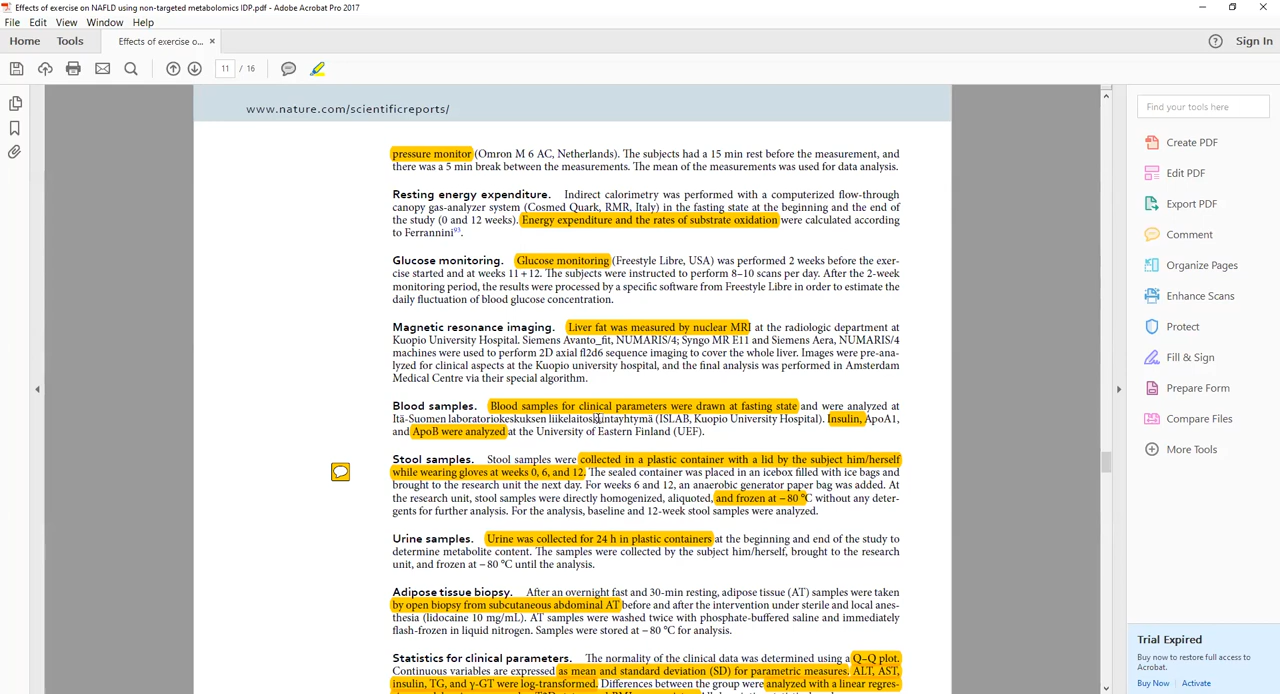 Effects of exercise on NAFLD using non-targeted metabolomics IDP.pdf - Adobe Acrobat Pro 2017
File Edit View Window Help
Home Tools Effects of exercise o... × Sign In
11 / 16
www.nature.com/scientificreports/
pressure monitor (Omron M 6 AC, Netherlands). The subjects had a 15 min rest before the measurement, and
there was a 5 min break between the measurements. The mean of the measurements was used for data analysis.
Resting energy expenditure. Indirect calorimetry was performed with a computerized flow-through
canopy gas-analyzer system (Cosmed Quark, RMR, Italy) in the fasting state at the beginning and the end of
the study (0 and 12 weeks). Energy expenditure and the rates of substrate oxidation were calculated according
to Ferrannini93.
Glucose monitoring. Glucose monitoring (Freestyle Libre, USA) was performed 2 weeks before the exer-
cise started and at weeks 11 + 12. The subjects were instructed to perform 8–10 scans per day. After the 2-week
monitoring period, the results were processed by a specific software from Freestyle Libre in order to estimate the
daily fluctuation of blood glucose concentration.
Magnetic resonance imaging. Liver fat was measured by nuclear MRI at the radiologic department at
Kuopio University Hospital. Siemens Avanto_fit, NUMARIS/4; Syngo MR E11 and Siemens Aera, NUMARIS/4
machines were used to perform 2D axial fl2d6 sequence imaging to cover the whole liver. Images were pre-ana-
lyzed for clinical aspects at the Kuopio university hospital, and the final analysis was performed in Amsterdam
Medical Centre via their special algorithm.
Blood samples. Blood samples for clinical parameters were drawn at fasting state and were analyzed at
Itä-Suomen laboratoriokeskuksen liikelaitoskuntayhtymä (ISLAB, Kuopio University Hospital). Insulin, ApoA1,
and ApoB were analyzed at the University of Eastern Finland (UEF).
Stool samples. Stool samples were collected in a plastic container with a lid by the subject him/herself
while wearing gloves at weeks 0, 6, and 12. The sealed container was placed in an icebox filled with ice bags and
brought to the research unit the next day. For weeks 6 and 12, an anaerobic generator paper bag was added. At
the research unit, stool samples were directly homogenized, aliquoted, and frozen at − 80 °C without any deter-
gents for further analysis. For the analysis, baseline and 12-week stool samples were analyzed.
Urine samples. Urine was collected for 24 h in plastic containers at the beginning and end of the study to
determine metabolite content. The samples were collected by the subject him/herself, brought to the research
unit, and frozen at − 80 °C until the analysis.
Adipose tissue biopsy. After an overnight fast and 30-min resting, adipose tissue (AT) samples were taken
by open biopsy from subcutaneous abdominal AT before and after the intervention under sterile and local anes-
thesia (lidocaine 10 mg/mL). AT samples were washed twice with phosphate-buffered saline and immediately
flash-frozen in liquid nitrogen. Samples were stored at − 80 °C for analysis.
Statistics for clinical parameters. The normality of the clinical data was determined using a Q–Q plot.
Continuous variables are expressed as mean and standard deviation (SD) for parametric measures. ALT, AST,
insulin, TG, and γ-GT were log-transformed. Differences between the group were analyzed with a linear regres-
Find your tools here
Create PDF
Edit PDF
Export PDF
Comment
Organize Pages
Enhance Scans
Protect
Fill & Sign
Prepare Form
Compare Files
More Tools
Trial Expired
Buy now to restore full access to
Acrobat.
Buy Now Activate